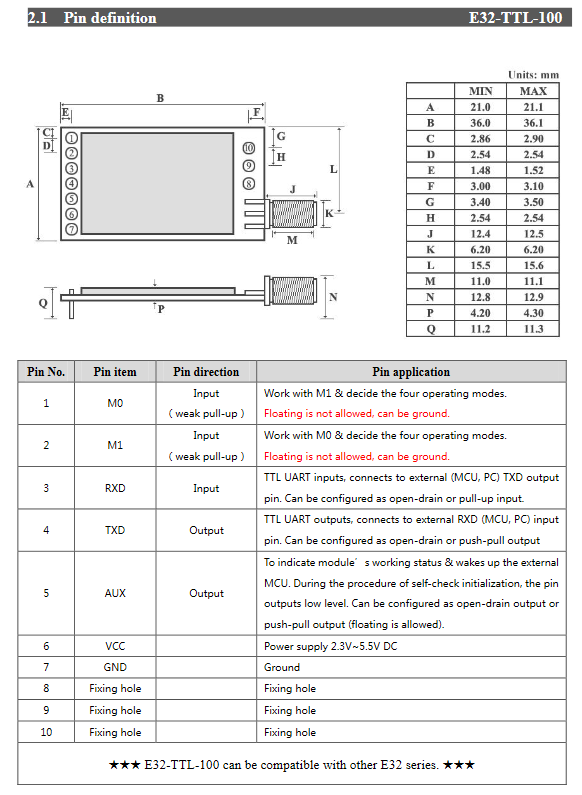 2.1 Pin definition E32-TTL-100
Units: mm
B
E F
C
D
1
2
3
4
5
6
7
10
9
8
G
H
A
L
J
K
M
Q
P
N
MIN MAX
A 21.0 21.1
B 36.0 36.1
C 2.86 2.90
D 2.54 2.54
E 1.48 1.52
F 3.00 3.10
G 3.40 3.50
H 2.54 2.54
J 12.4 12.5
K 6.20 6.20
L 15.5 15.6
M 11.0 11.1
N 12.8 12.9
P 4.20 4.30
Q 11.2 11.3
Pin No. Pin item Pin direction Pin application
1 M0 Input
( weak pull-up ) Work with M1 & decide the four operating modes.
Floating is not allowed, can be ground.
2 M1 Input
( weak pull-up ) Work with M0 & decide the four operating modes.
Floating is not allowed, can be ground.
3 RXD Input TTL UART inputs, connects to external (MCU, PC) TXD output
pin. Can be configured as open-drain or pull-up input.
4 TXD Output TTL UART outputs, connects to external RXD (MCU, PC) input
pin. Can be configured as open-drain or push-pull output
5 AUX Output To indicate module' s working status & wakes up the external
MCU. During the procedure of self-check initialization, the pin
outputs low level. Can be configured as open-drain output or
push-pull output (floating is allowed).
6 VCC Power supply 2.3V~5.5V DC
7 GND Ground
8 Fixing hole Fixing hole
9 Fixing hole Fixing hole
10 Fixing hole Fixing hole
★★★ E32-TTL-100 can be compatible with other E32 series. ★★★